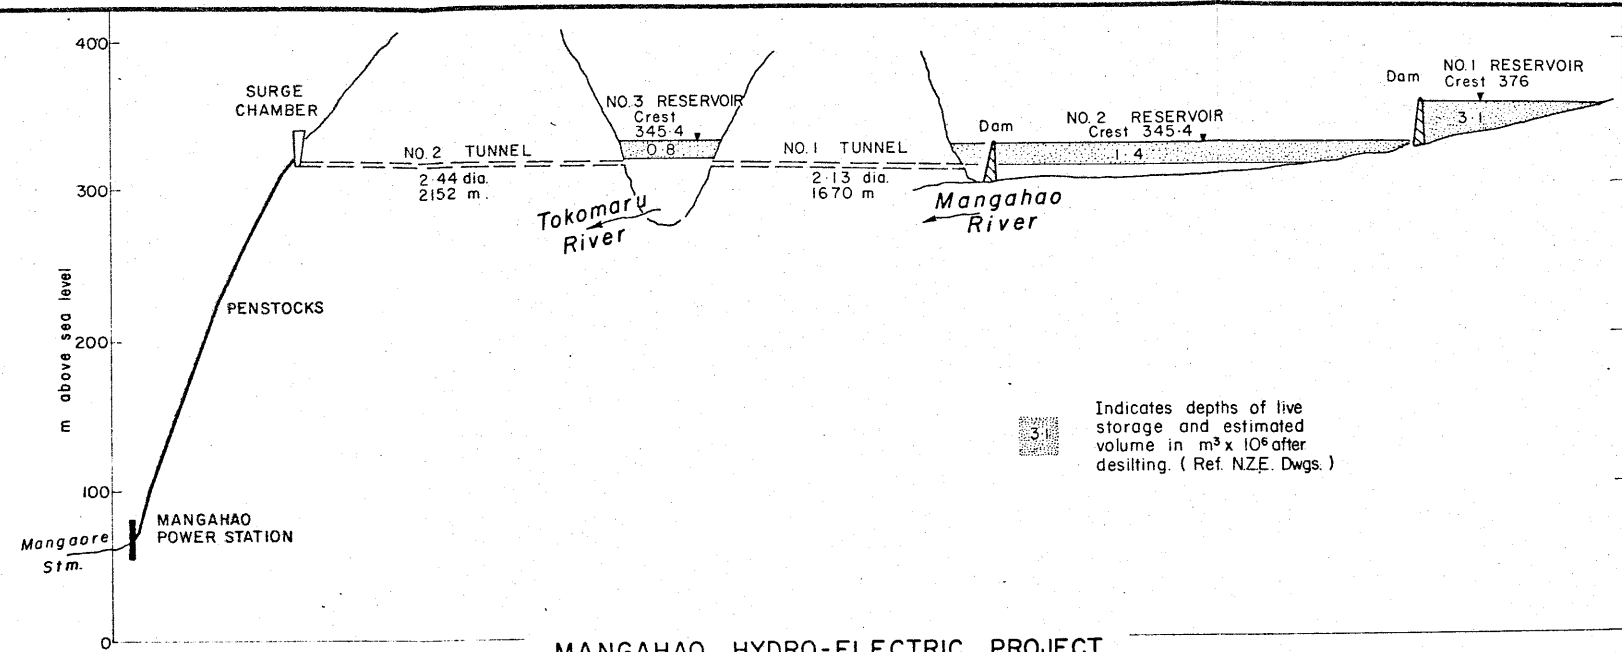 400
300
200
100
0
m above sea level
SURGE
CHAMBER
NO. 2 TUNNEL
2·44 dia.
2152 m.
NO. 3 RESERVOIR
Crest
345·4
0·8
Tokomaru
River
NO. 1 TUNNEL
2·13 dia.
1670 m
Dam
NO. 2 RESERVOIR
Crest 345·4
1·4
Mangahao
River
Dam
NO. 1 RESERVOIR
Crest 376
3·1
PENSTOCKS
MANGAHAO
POWER STATION
Mangaore
Stm.
3·1
Indicates depths of live
storage and estimated
volume in m³ x 10⁶ after
desilting. ( Ref. N.Z.E. Dwgs. )
MANGAHAO HYDRO-ELECTRIC PROJECT